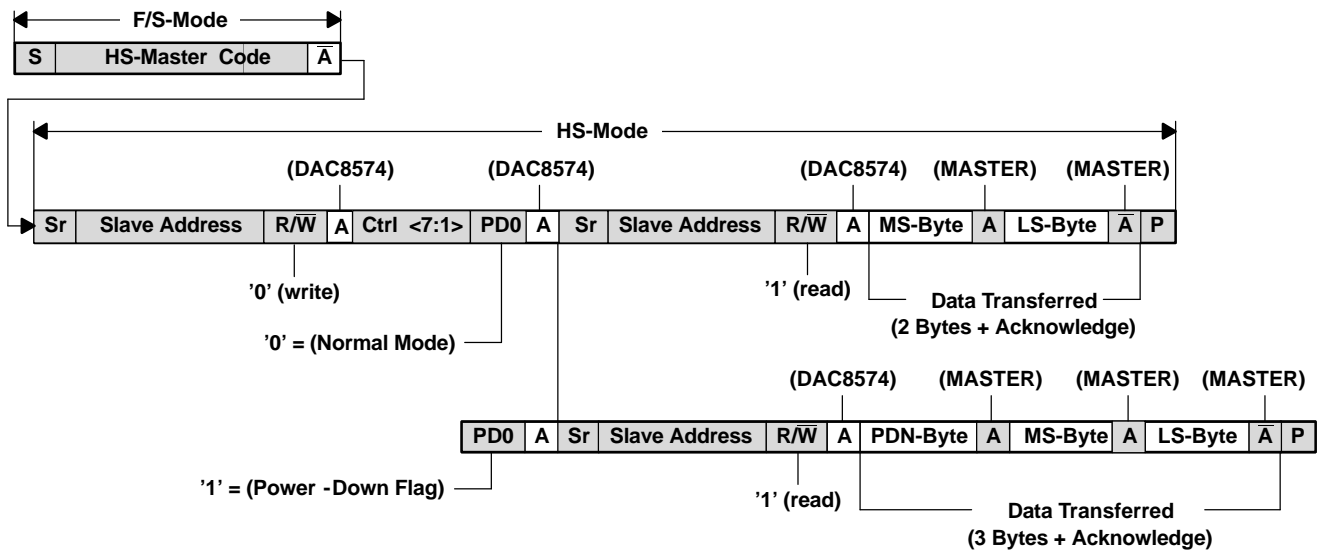 F/S-Mode
S HS-Master Code A̅
HS-Mode
(DAC8574) (DAC8574) (DAC8574) (MASTER) (MASTER)
Sr Slave Address R/W̅ A Ctrl <7:1> PD0 A Sr Slave Address R/W̅ A MS-Byte A LS-Byte A̅ P
'0' (write) '1' (read) Data Transferred
(2 Bytes + Acknowledge)
'0' = (Normal Mode)
(DAC8574) (MASTER) (MASTER) (MASTER)
PD0 A Sr Slave Address R/W̅ A PDN-Byte A MS-Byte A LS-Byte A̅ P
'1' = (Power -Down Flag) '1' (read) Data Transferred
(3 Bytes + Acknowledge)